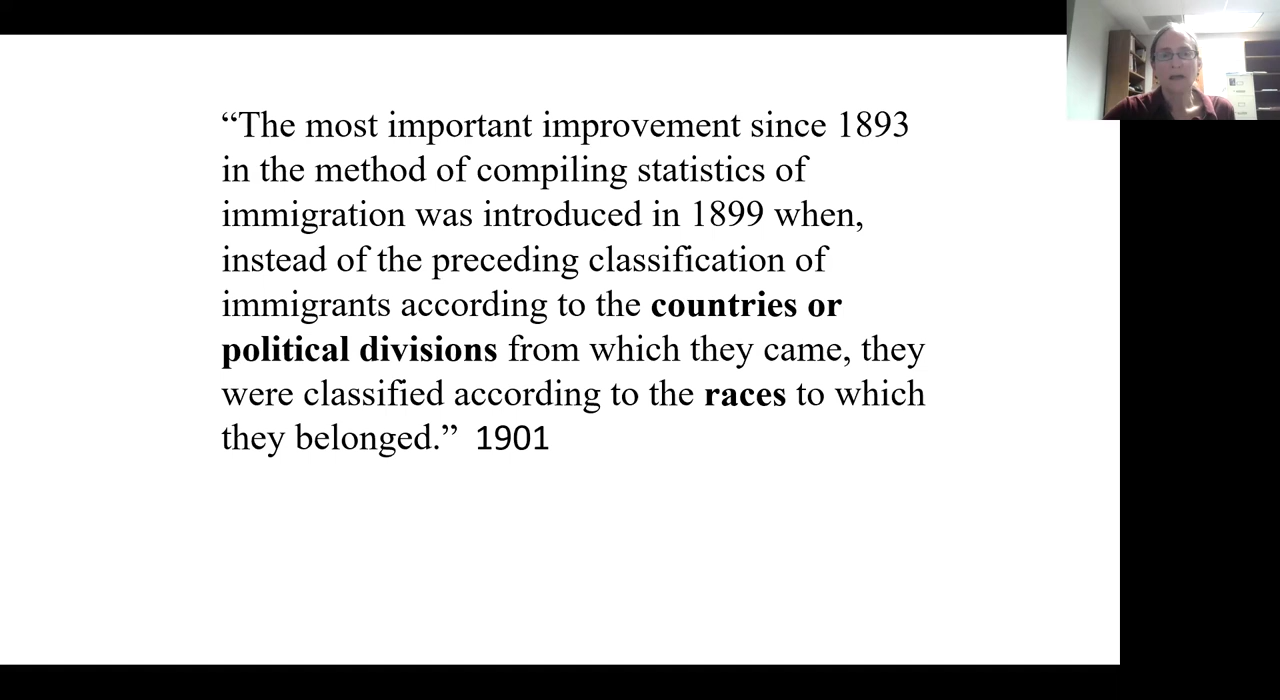 “The most important improvement since 1893
in the method of compiling statistics of
immigration was introduced in 1899 when,
instead of the preceding classification of
immigrants according to the countries or
political divisions from which they came, they
were classified according to the races to which
they belonged.” 1901